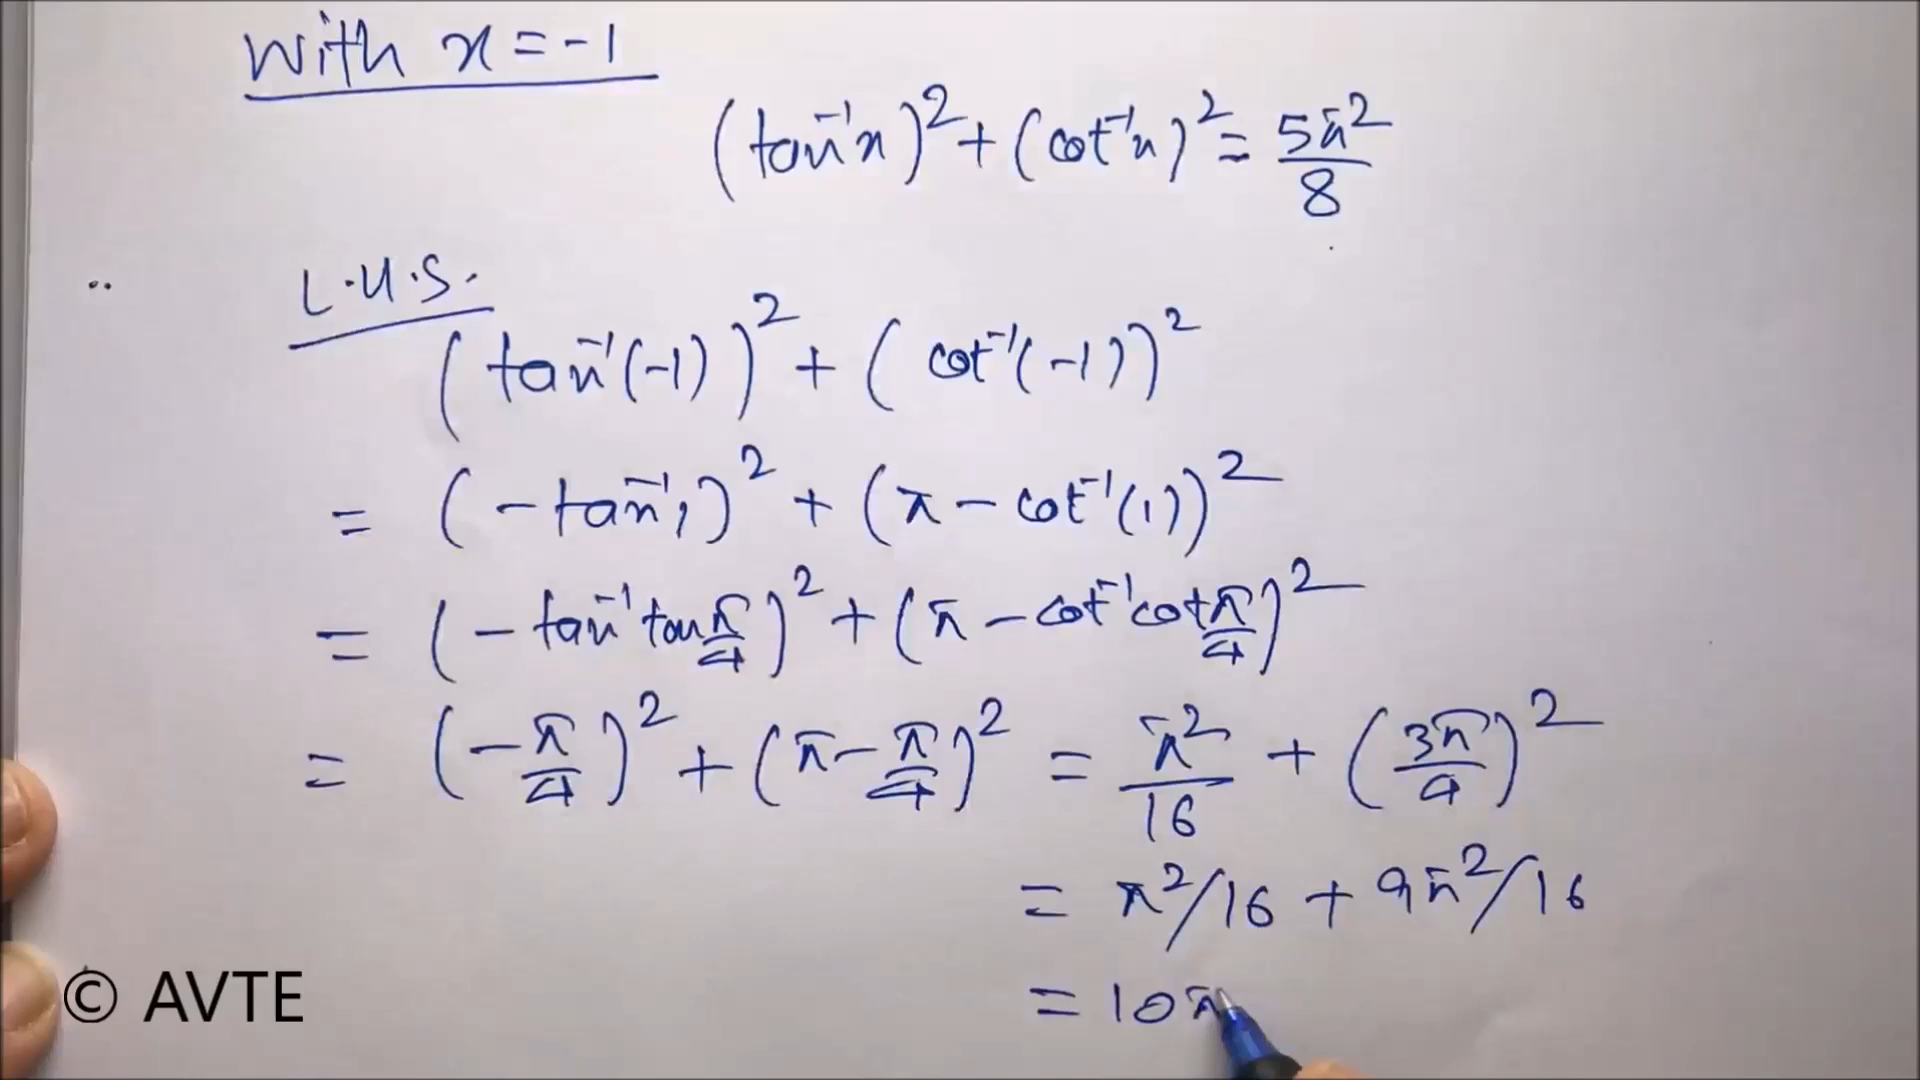 With x = -1
(tan⁻¹x)² + (cot⁻¹x)² = 5π²/8
L.H.S.
(tan⁻¹(-1))² + (cot⁻¹(-1))²
= (-tan⁻¹1)² + (π - cot⁻¹(1))²
= (-tan⁻¹tan π/4)² + (π - cot⁻¹cot π/4)²
= (-π/4)² + (π - π/4)² = π²/16 + (3π/4)²
= π²/16 + 9π²/16
= 10π
© AVTE